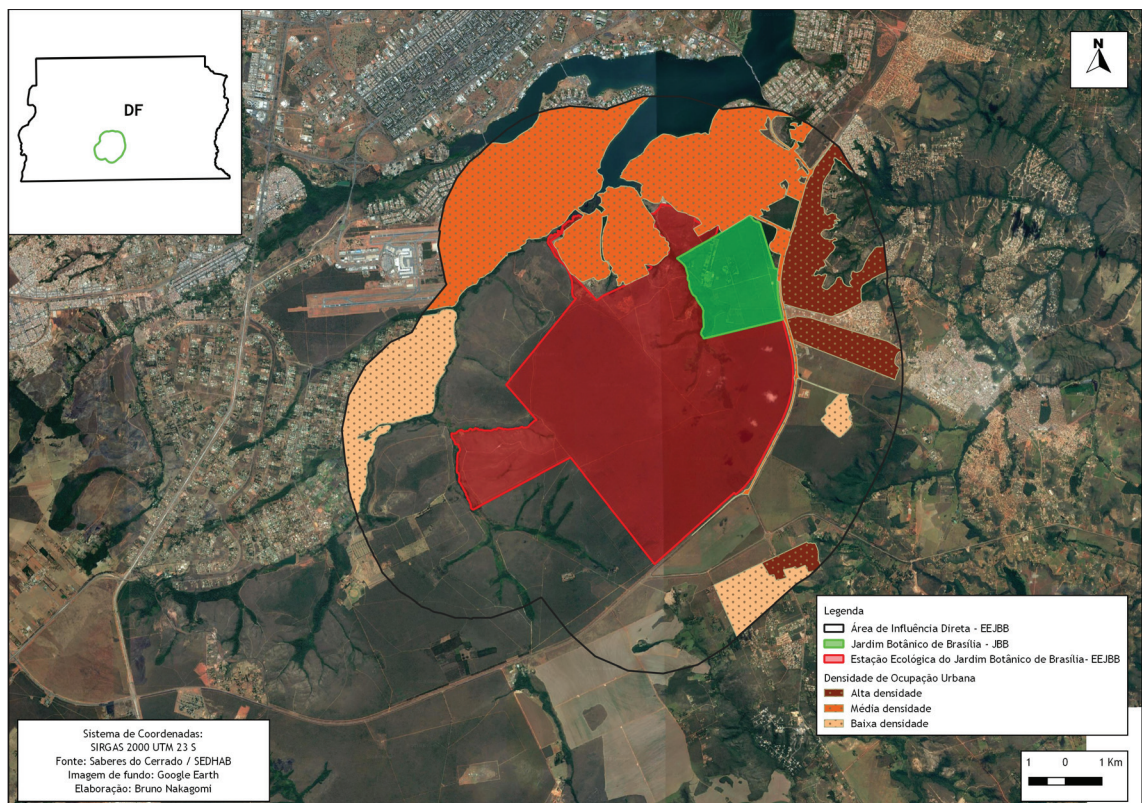 DF
N
Legenda
Área de Influência Direta - EEJBB
Jardim Botânico de Brasília - JBB
Estação Ecológica do Jardim Botânico de Brasília- EEJBB
Densidade de Ocupação Urbana
Alta densidade
Média densidade
Baixa densidade
Sistema de Coordenadas:
SIRGAS 2000 UTM 23 S
Fonte: Saberes do Cerrado / SEDHAB
Imagem de fundo: Google Earth
Elaboração: Bruno Nakagomi
1 0 1 Km